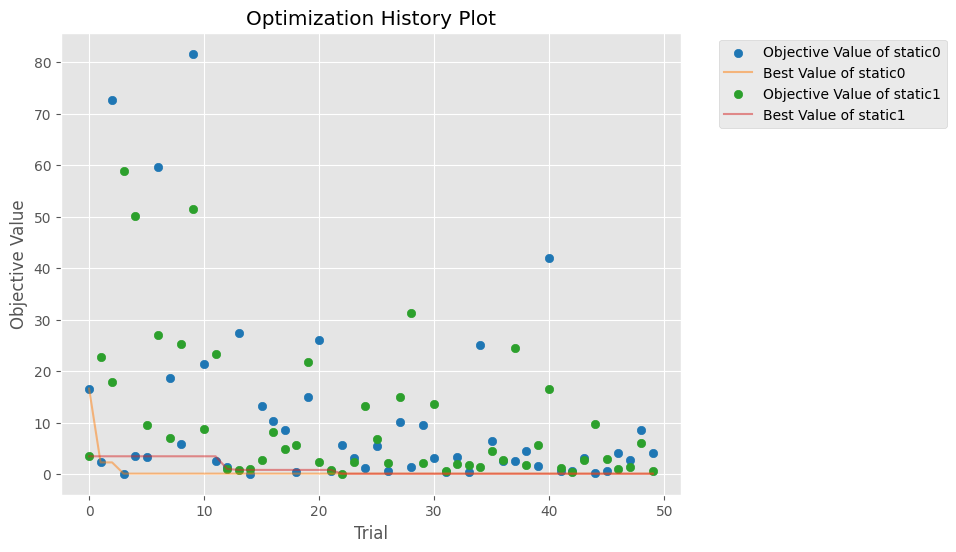 Optimization History Plot
Objective Value
80
70
60
50
40
30
20
10
0
0
10
20
30
40
50
Trial
Objective Value of static0
Best Value of static0
Objective Value of static1
Best Value of static1